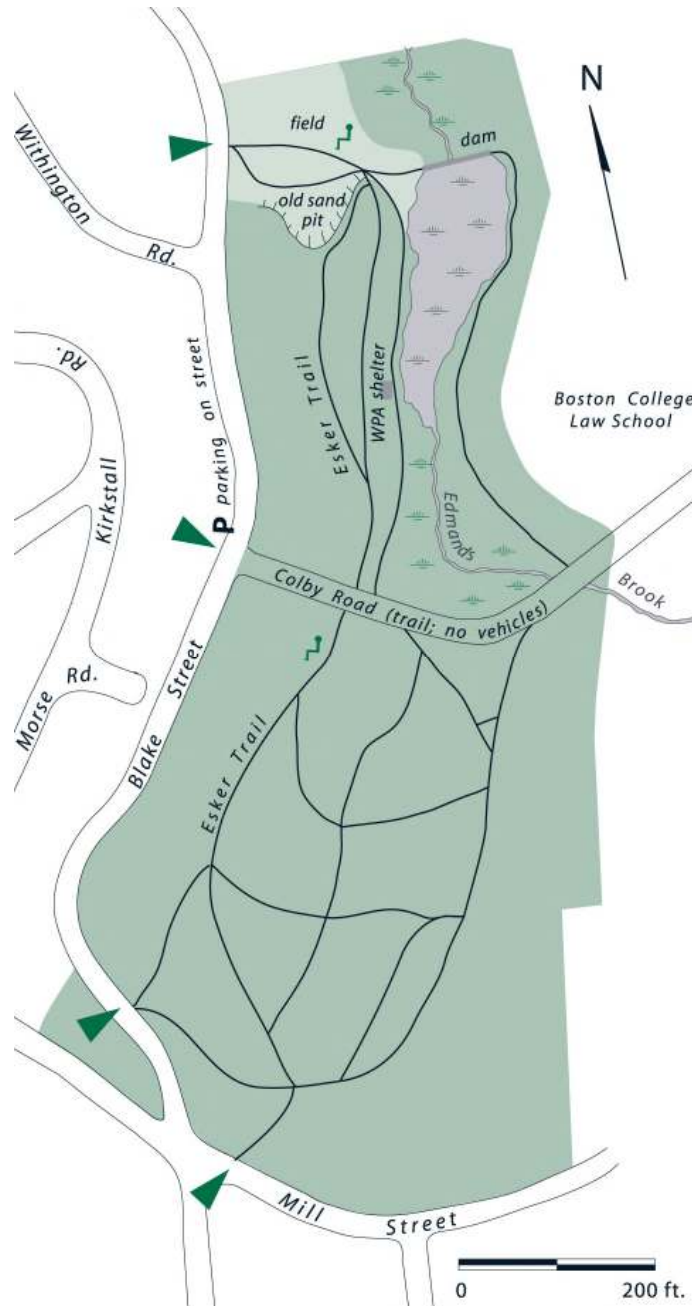 N
Withington
Rd.
field
dam
old sand
pit
Rd.
Kirkstall
P parking on street
Esker Trail
WPA shelter
Boston College
Law School
Edmands
Brook
Colby Road (trail; no vehicles)
Morse
Rd.
Blake Street
Esker Trail
Mill Street
0 200 ft.